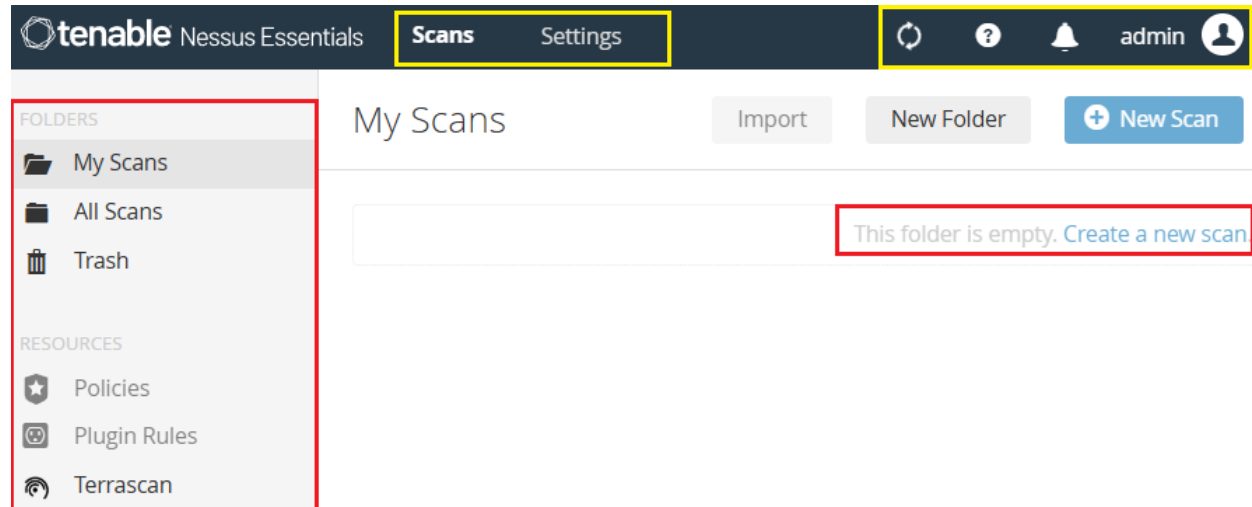 tenable Nessus Essentials Scans Settings admin
FOLDERS
My Scans
All Scans
Trash
RESOURCES
Policies
Plugin Rules
Terrascan
My Scans Import New Folder New Scan
This folder is empty. Create a new scan.